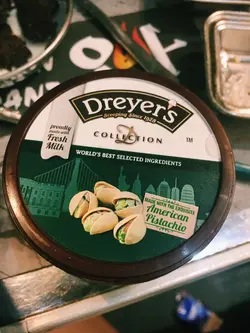 Dreyer's
Scooping Since 1928
COLLECTION
TM
proudly
made with
Fresh
Milk
WORLD'S BEST SELECTED INGREDIENTS
MADE WITH THE EXQUISITE
American
Pistachio